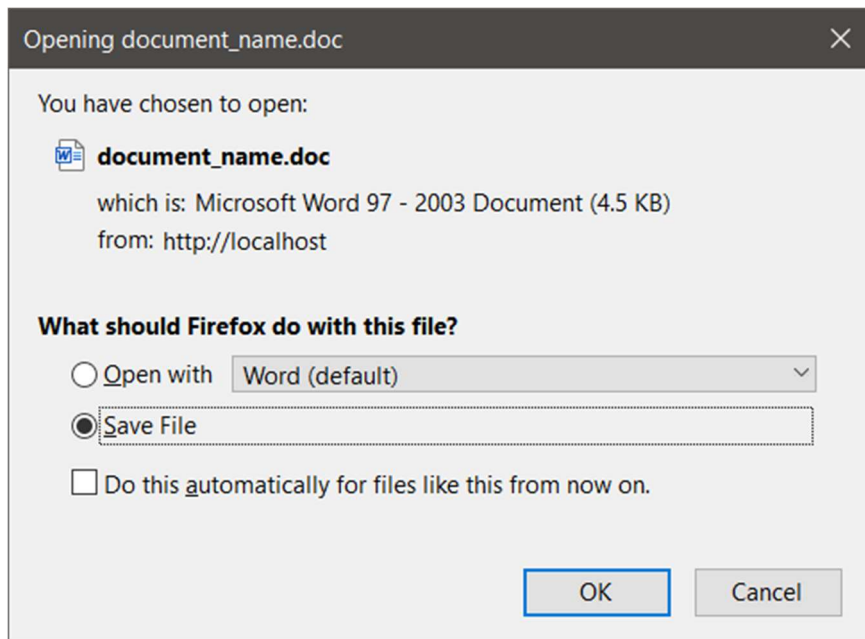 Opening document_name.doc
You have chosen to open:
document_name.doc
which is: Microsoft Word 97 - 2003 Document (4.5 KB)
from: http://localhost
What should Firefox do with this file?
Open with Word (default)
Save File
Do this automatically for files like this from now on.
OK Cancel